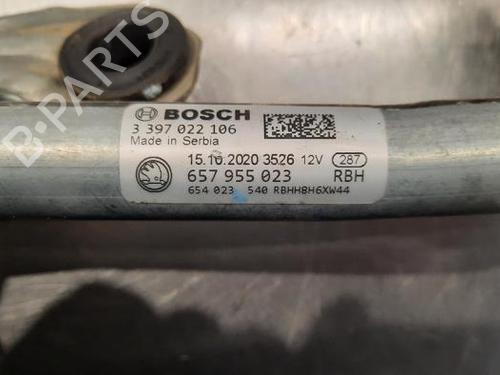 B-PARTS
BOSCH
3 397 022 106
Made in Serbia
15.10.2020 3526 12V 287
657 955 023 RBH
654 023 540 RBHH8H6XW44